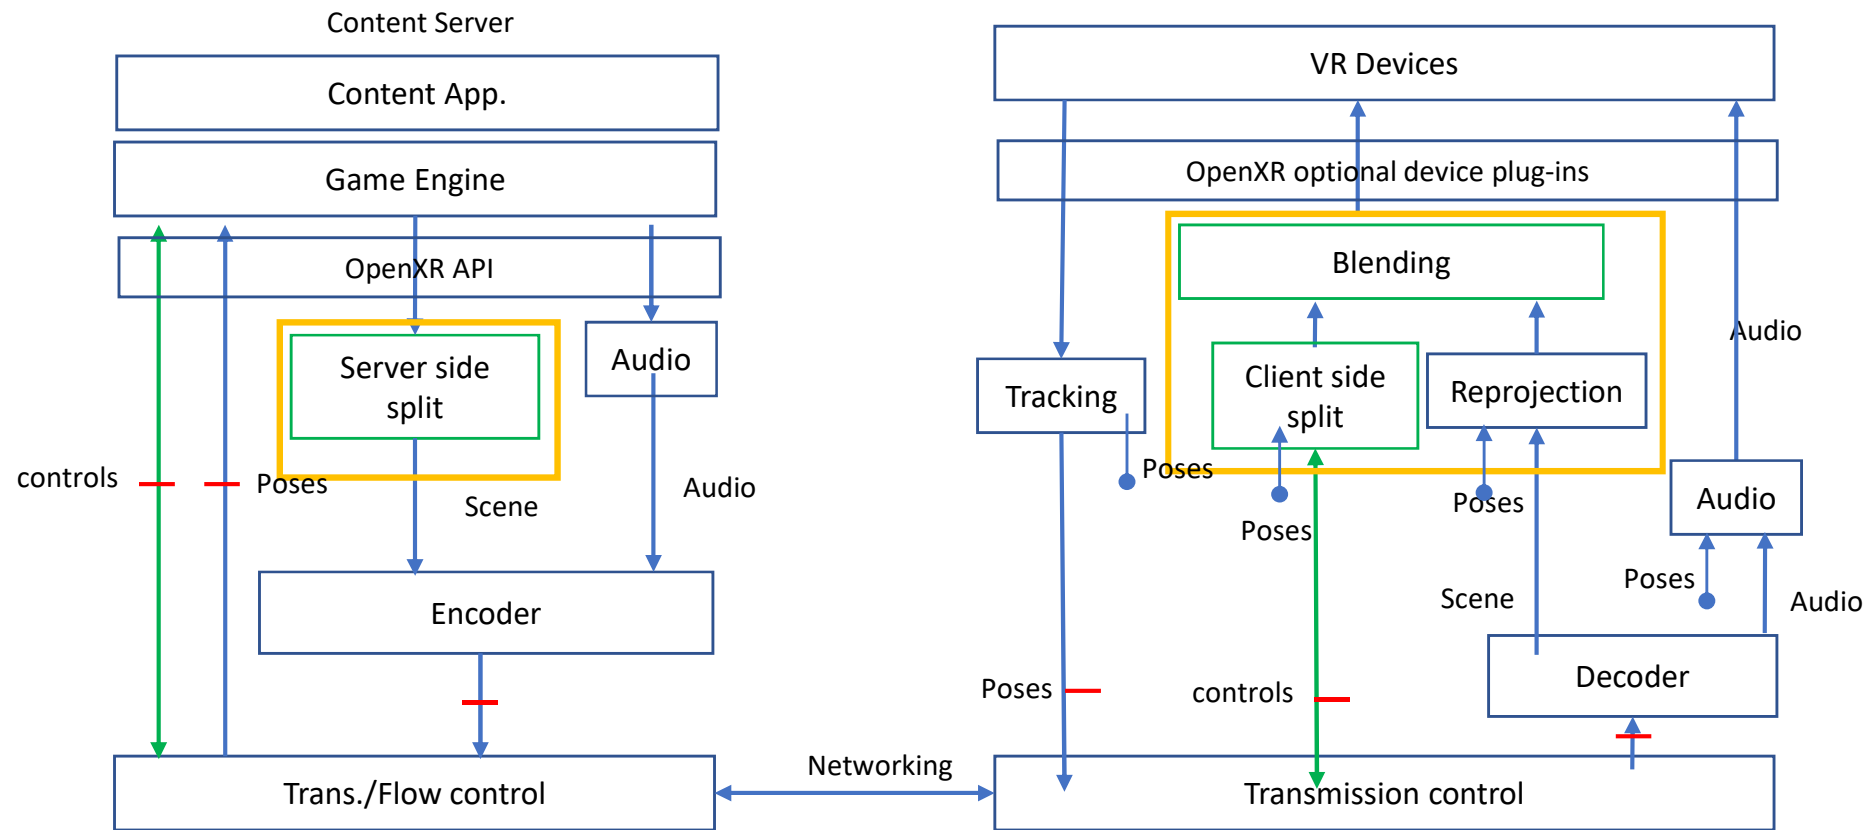 Content Server
Content App.
Game Engine
OpenXR API
Server side
split
Audio
controls
Poses
Scene
Audio
Encoder
Trans./Flow control
Networking
VR Devices
OpenXR optional device plug-ins
Blending
Client side
split
Reprojection
Tracking
Audio
Poses
Poses
Poses
Audio
Poses
Scene
Audio
Poses
controls
Decoder
Transmission control